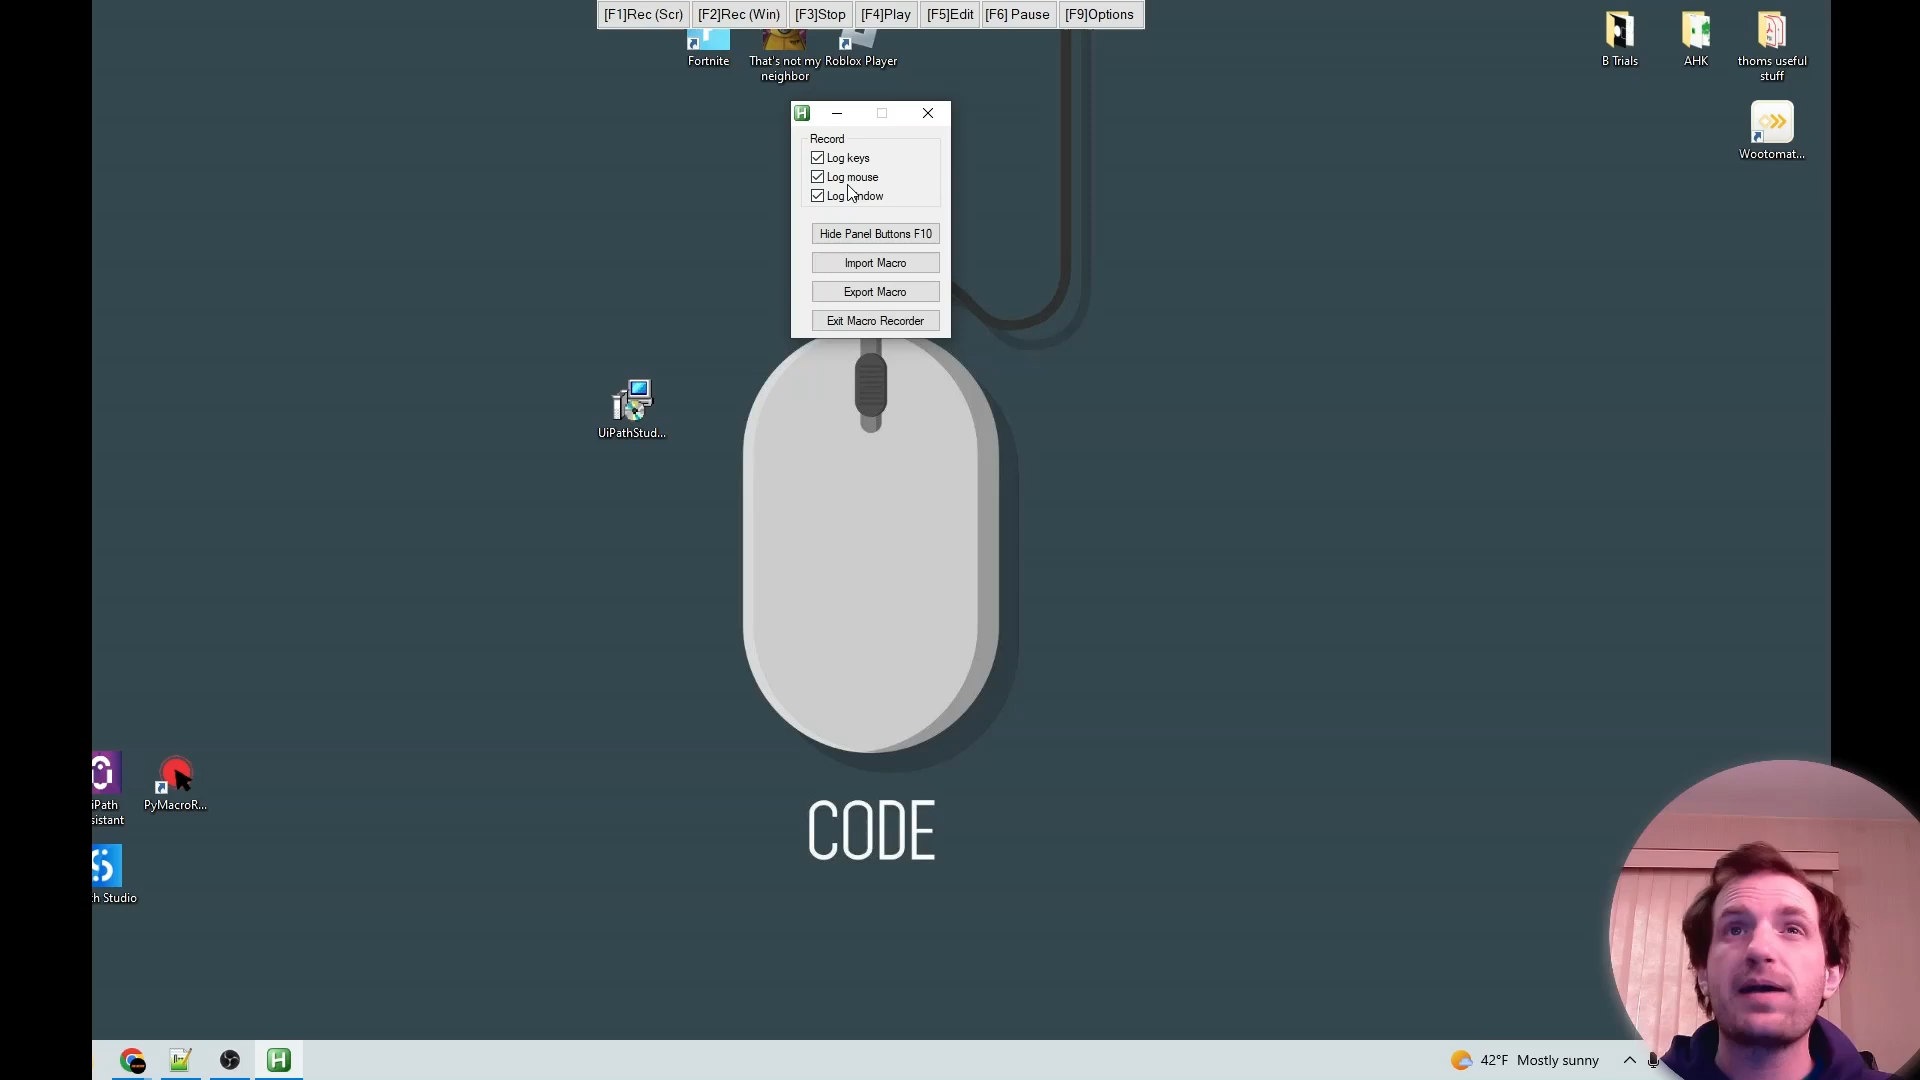 [F1]Rec (Scr) [F2]Rec (Win) [F3]Stop [F4]Play [F5]Edit [F6] Pause [F9]Options
Fortnite
That's not my
neighbor
Roblox Player
B Trials
AHK
thoms useful
stuff
Wootomat...
Record
Log keys
Log mouse
Log
Hide Panel Buttons F10
Import Macro
Export Macro
Exit Macro Recorder
UiPathStud...
iPath
sistant
PyMacroR...
th Studio
CODE
42°F Mostly sunny